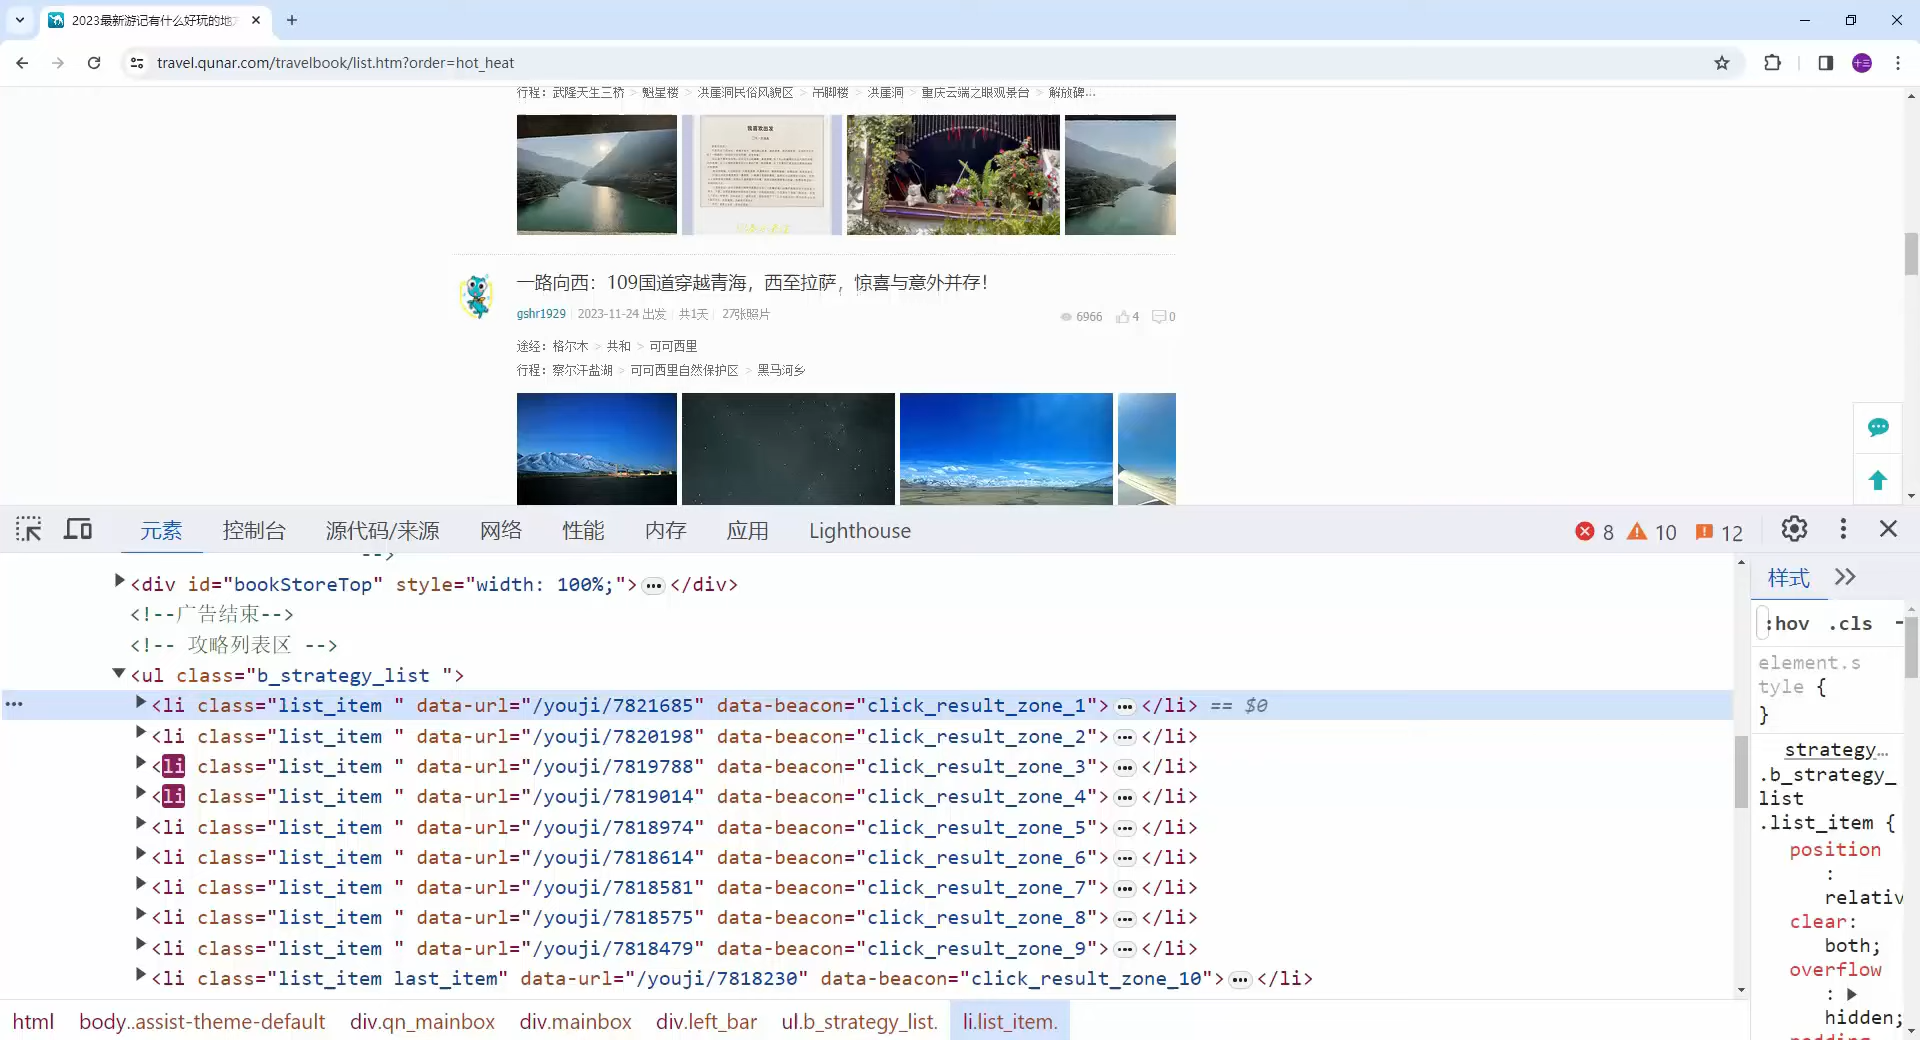 2023最新游记有什么好玩的地方
travel.qunar.com/travelbook/list.htm?order=hot_heat
十三
行程：武隆天生三桥 > 魁星楼 > 洪崖洞民俗风貌区 > 吊脚楼 > 洪崖洞 > 重庆云端之眼观景台 > 解放碑...
一路向西：109国道穿越青海，西至拉萨，惊喜与意外并存！
gshr1929 2023-11-24 出发 共1天 27张照片 6966 4 0
途经：格尔木 > 共和 > 可可西里
行程：察尔汗盐湖 > 可可西里自然保护区 > 黑马河乡
元素 控制台 源代码/来源 网络 性能 内存 应用 Lighthouse 8 10 12
-->
<div id="bookStoreTop" style="width: 100%;">…</div>
<!--广告结束-->
<!-- 攻略列表区 -->
<ul class="b_strategy_list ">
<li class="list_item " data-url="/youji/7821685" data-beacon="click_result_zone_1">…</li> == $0
<li class="list_item " data-url="/youji/7820198" data-beacon="click_result_zone_2">…</li>
<li class="list_item " data-url="/youji/7819788" data-beacon="click_result_zone_3">…</li>
<li class="list_item " data-url="/youji/7819014" data-beacon="click_result_zone_4">…</li>
<li class="list_item " data-url="/youji/7818974" data-beacon="click_result_zone_5">…</li>
<li class="list_item " data-url="/youji/7818614" data-beacon="click_result_zone_6">…</li>
<li class="list_item " data-url="/youji/7818581" data-beacon="click_result_zone_7">…</li>
<li class="list_item " data-url="/youji/7818575" data-beacon="click_result_zone_8">…</li>
<li class="list_item " data-url="/youji/7818479" data-beacon="click_result_zone_9">…</li>
<li class="list_item last_item" data-url="/youji/7818230" data-beacon="click_result_zone_10">…</li>
html body..assist-theme-default div.qn_mainbox div.mainbox div.left_bar ul.b_strategy_list. li.list_item.
样式
:hov .cls
element.s
tyle {
}
strategy…
.b_strategy_
list
.list_item {
position
:
relativ
clear:
both;
overflow
:
hidden;
padding